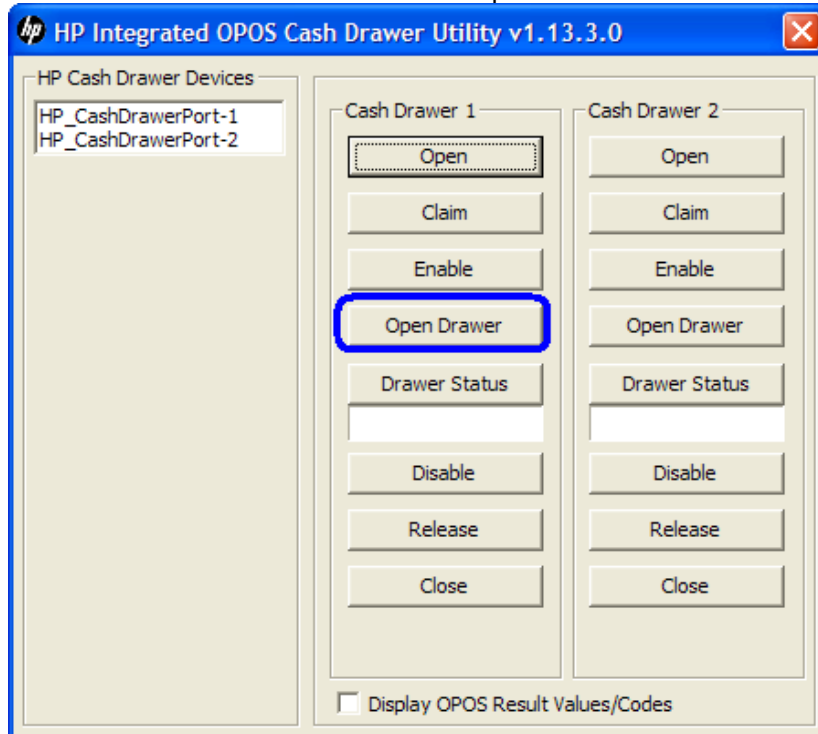 HP Integrated OPOS Cash Drawer Utility v1.13.3.0
HP Cash Drawer Devices
HP_CashDrawerPort-1
HP_CashDrawerPort-2
Cash Drawer 1
Open
Claim
Enable
Open Drawer
Drawer Status
Disable
Release
Close
Cash Drawer 2
Open
Claim
Enable
Open Drawer
Drawer Status
Disable
Release
Close
Display OPOS Result Values/Codes